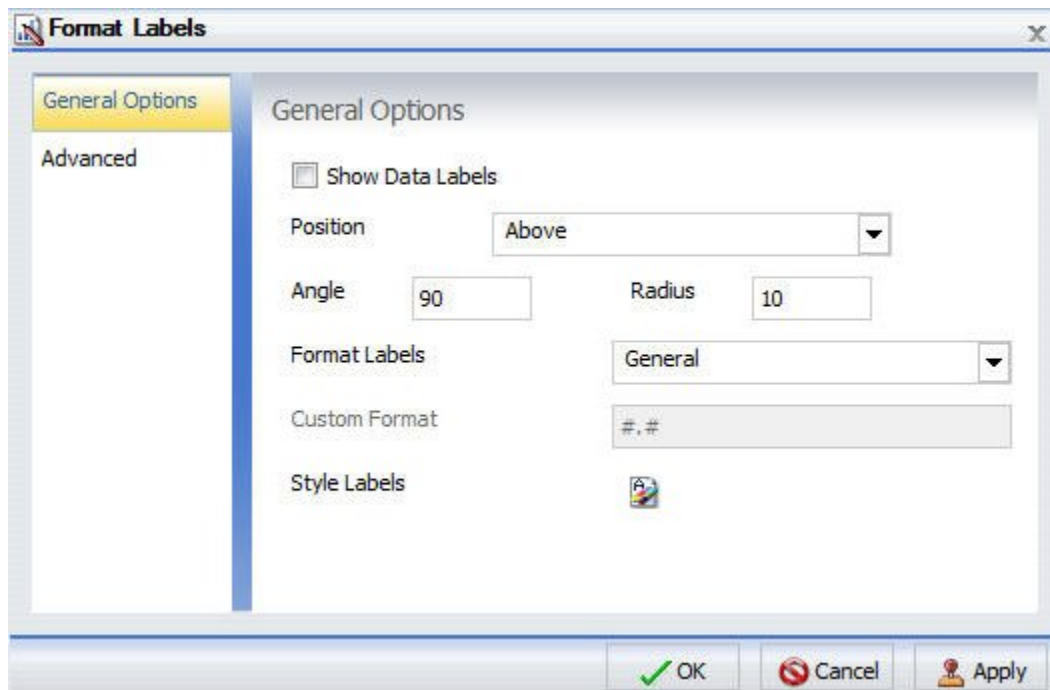 Format Labels
x
General Options
Advanced
General Options
Show Data Labels
Position Above
Angle 90 Radius 10
Format Labels General
Custom Format #.#
Style Labels
OK Cancel Apply